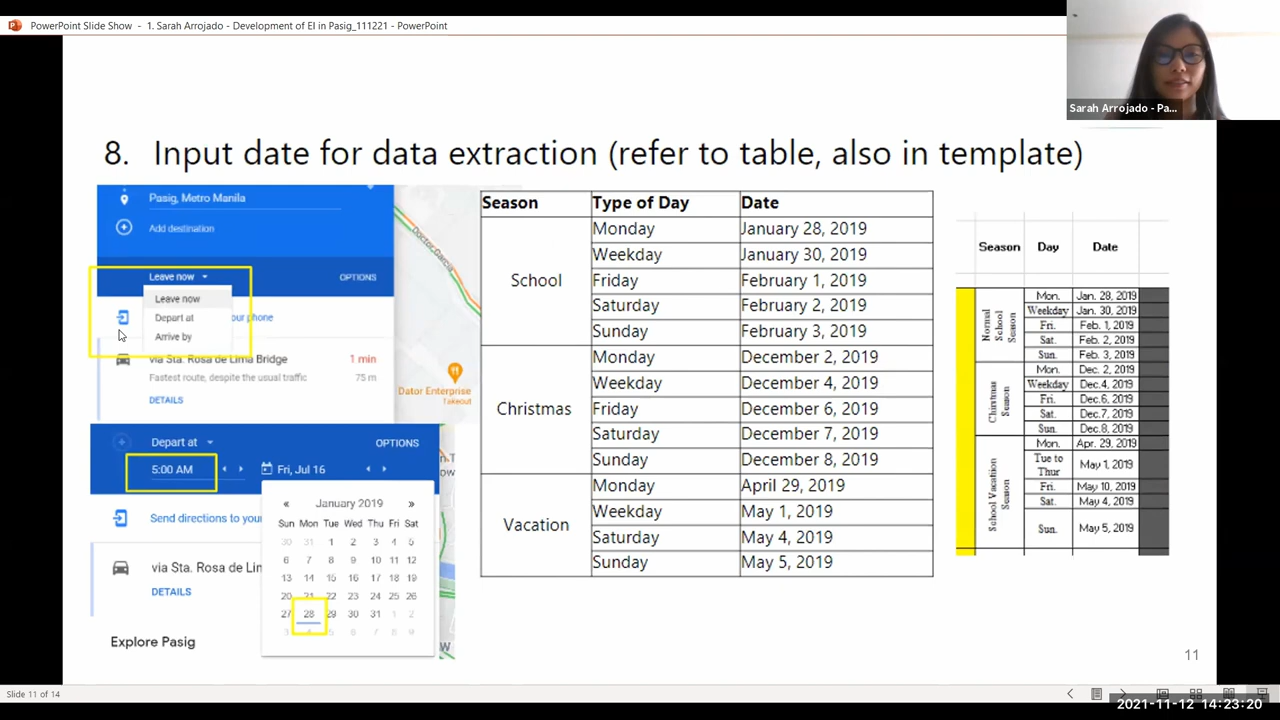 PowerPoint Slide Show - 1. Sarah Arrojado - Development of EI in Pasig_111221 - PowerPoint
Sarah Arrojado - Pa...
8. Input date for data extraction (refer to table, also in template)
Pasig, Metro Manila
Add destination
Leave now
OPTIONS
Leave now
Depart at
Arrive by
our phone
via Sta. Rosa de Lima Bridge 1 min
Fastest route, despite the usual traffic 75 m
DETAILS
Doctor Garcia
Dator Enterprise
Takeout
Depart at OPTIONS
5:00 AM Fri, Jul 16
January 2019
Sun Mon Tue Wed Thu Fri Sat
30 31 1 2 3 4 5
6 7 8 9 10 11 12
13 14 15 16 17 18 19
20 21 22 23 24 25 26
27 28 29 30 31 1 2
3 4 5 6 7 8 9
Send directions to your
via Sta. Rosa de Lin
DETAILS
Explore Pasig
Season Type of Day Date
School
Monday January 28, 2019
Weekday January 30, 2019
Friday February 1, 2019
Saturday February 2, 2019
Sunday February 3, 2019
Christmas
Monday December 2, 2019
Weekday December 4, 2019
Friday December 6, 2019
Saturday December 7, 2019
Sunday December 8, 2019
Vacation
Monday April 29, 2019
Weekday May 1, 2019
Saturday May 4, 2019
Sunday May 5, 2019
Season Day Date
Normal School Season
Mon. Jan. 28, 2019
Weekday Jan. 30, 2019
Fri. Feb. 1, 2019
Sat. Feb. 2, 2019
Sun. Feb. 3, 2019
Season
Mon. Dec. 2, 2019
Weekday Dec.4, 2019
Fri. Dec.6, 2019
Sat. Dec.7, 2019
Sun. Dec.8, 2019
School Vacation Season
Mon. Apr. 29, 2019
Tue to Thur May 1, 2019
Fri. May 10, 2019
Sat. May 4, 2019
Sun. May 5, 2019
11
Slide 11 of 14
2021-11-12 14:23:20